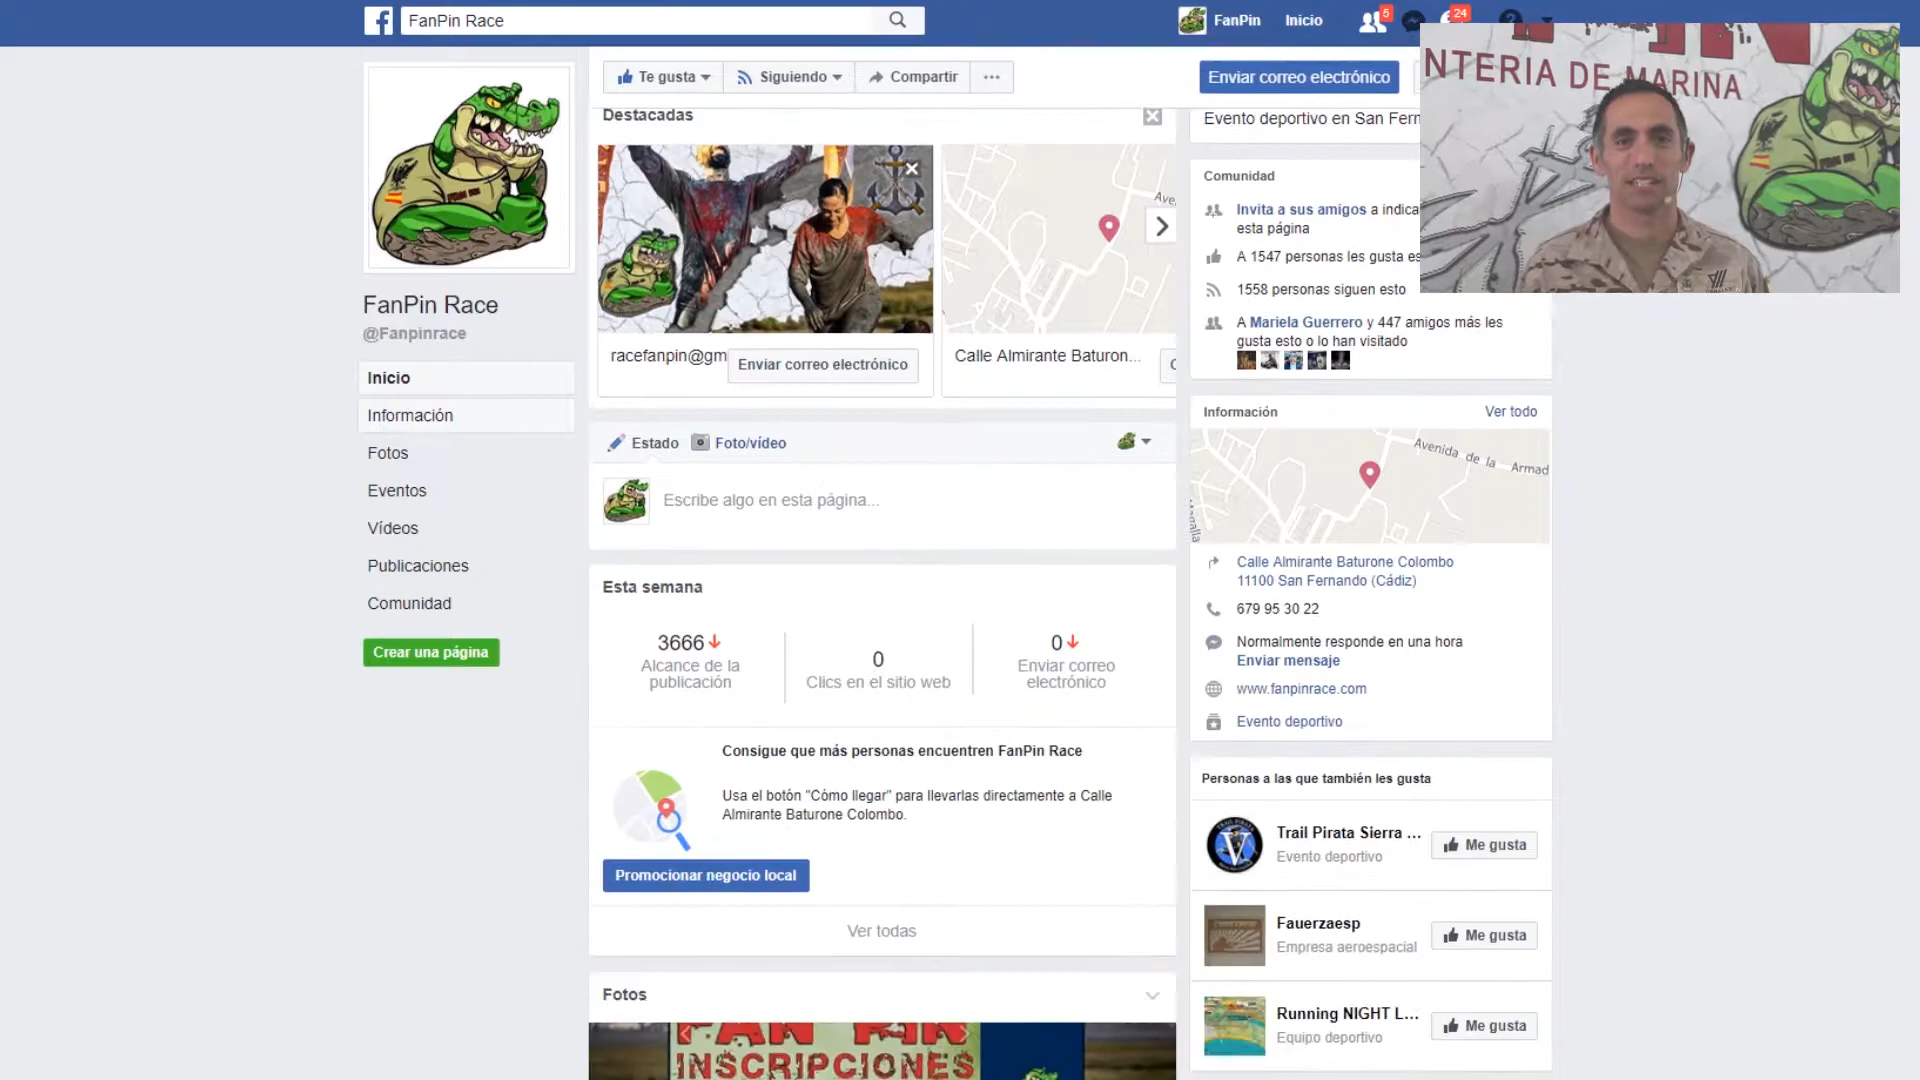 FanPin Race
FanPin
Inicio
5
24
Te gusta
Siguiendo
Compartir
Enviar correo electrónico
NTERIA DE MARINA
Destacadas
racefanpin@gm
Enviar correo electrónico
Calle Almirante Baturon...
FanPin Race
@Fanpinrace
Inicio
Información
Fotos
Eventos
Vídeos
Publicaciones
Comunidad
Crear una página
Estado
Foto/vídeo
Escribe algo en esta página...
Esta semana
3666
Alcance de la
publicación
0
Clics en el sitio web
0
Enviar correo
electrónico
Consigue que más personas encuentren FanPin Race
Usa el botón "Cómo llegar" para llevarlas directamente a Calle
Almirante Baturone Colombo.
Promocionar negocio local
Ver todas
Fotos
FAN PIN
INSCRIPCIONES
Evento deportivo en San Fern
Comunidad
Invita a sus amigos a indica
esta página
A 1547 personas les gusta es
1558 personas siguen esto
A Mariela Guerrero y 447 amigos más les
gusta esto o lo han visitado
Información
Ver todo
Avenida de la Armad
Calle Almirante Baturone Colombo
11100 San Fernando (Cádiz)
679 95 30 22
Normalmente responde en una hora
Enviar mensaje
www.fanpinrace.com
Evento deportivo
Personas a las que también les gusta
Trail Pirata Sierra ...
Evento deportivo
Me gusta
Fauerzaesp
Empresa aeroespacial
Me gusta
Running NIGHT L...
Equipo deportivo
Me gusta